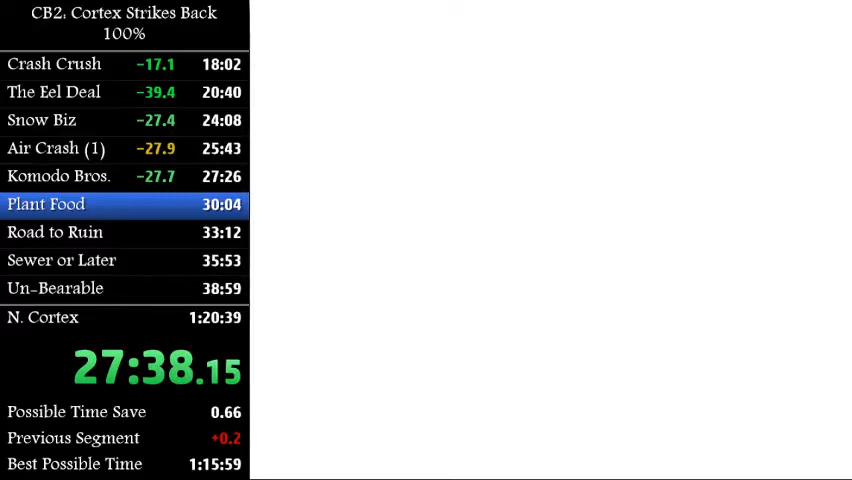 CB2: Cortex Strikes Back
100%
Crash Crush -17.1 18:02
The Eel Deal -39.4 20:40
Snow Biz -27.4 24:08
Air Crash (1) -27.9 25:43
Komodo Bros. -27.7 27:26
Plant Food 30:04
Road to Ruin 33:12
Sewer or Later 35:53
Un-Bearable 38:59
N. Cortex 1:20:39
27:38.15
Possible Time Save 0.66
Previous Segment +0.2
Best Possible Time 1:15:59